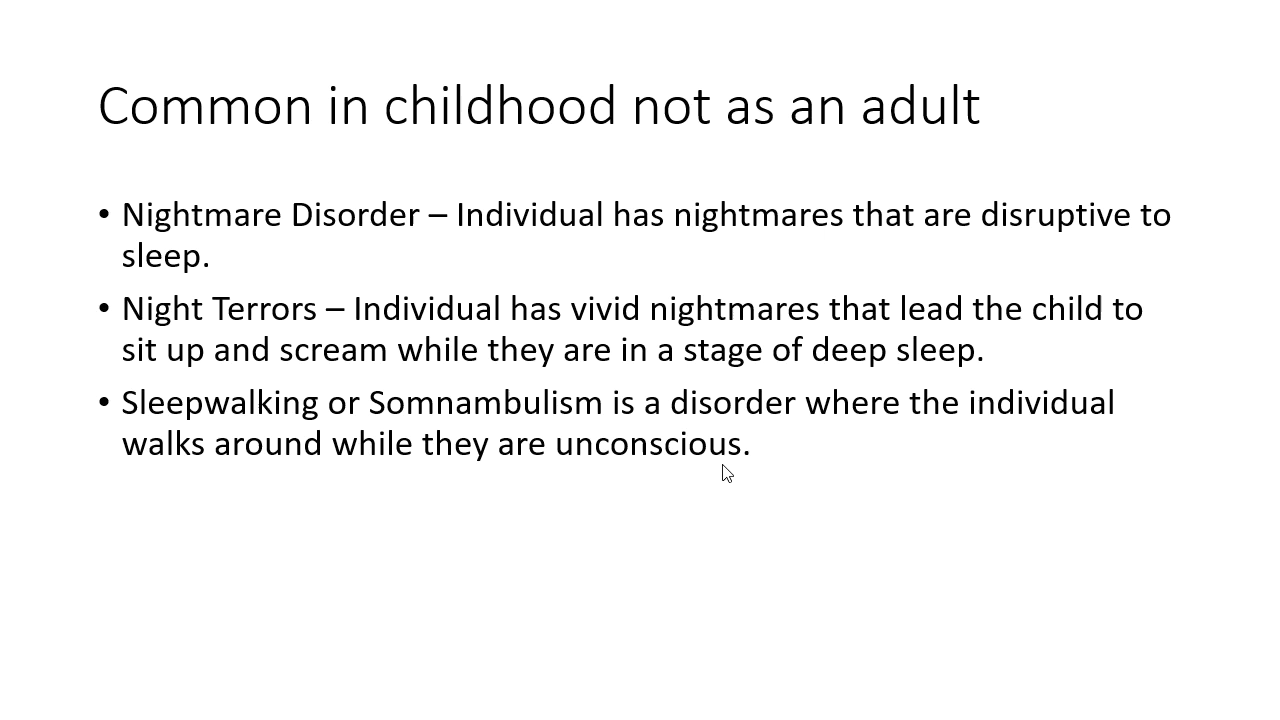 Common in childhood not as an adult
• Nightmare Disorder – Individual has nightmares that are disruptive to
sleep.
• Night Terrors – Individual has vivid nightmares that lead the child to
sit up and scream while they are in a stage of deep sleep.
• Sleepwalking or Somnambulism is a disorder where the individual
walks around while they are unconscious.